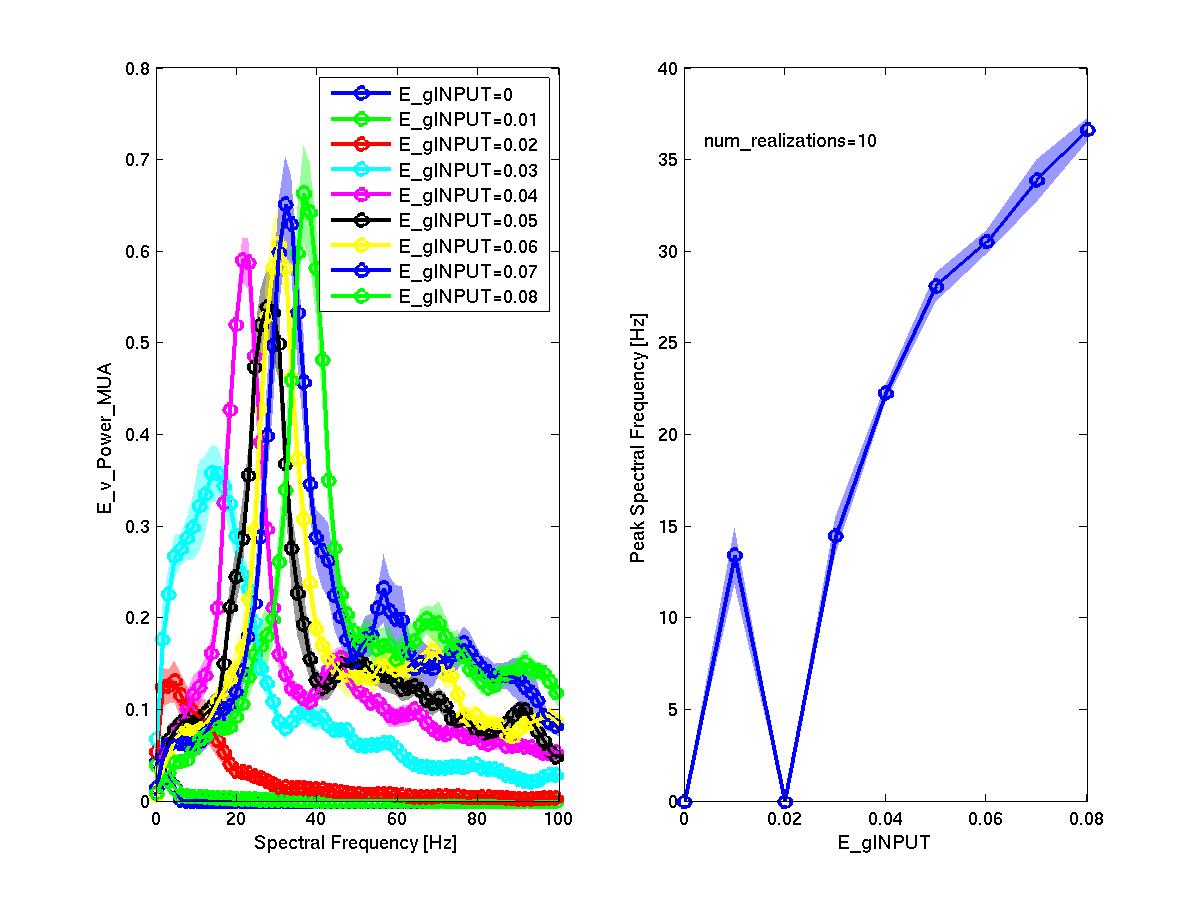 0.8
0.7
0.6
0.5
0.4
0.3
0.2
0.1
0
E_v_Power_MUA
0 20 40 60 80 100
Spectral Frequency [Hz]
E_gINPUT=0
E_gINPUT=0.01
E_gINPUT=0.02
E_gINPUT=0.03
E_gINPUT=0.04
E_gINPUT=0.05
E_gINPUT=0.06
E_gINPUT=0.07
E_gINPUT=0.08
40
35
30
25
20
15
10
5
0
Peak Spectral Frequency [Hz]
num_realizations=10
0 0.02 0.04 0.06 0.08
E_gINPUT